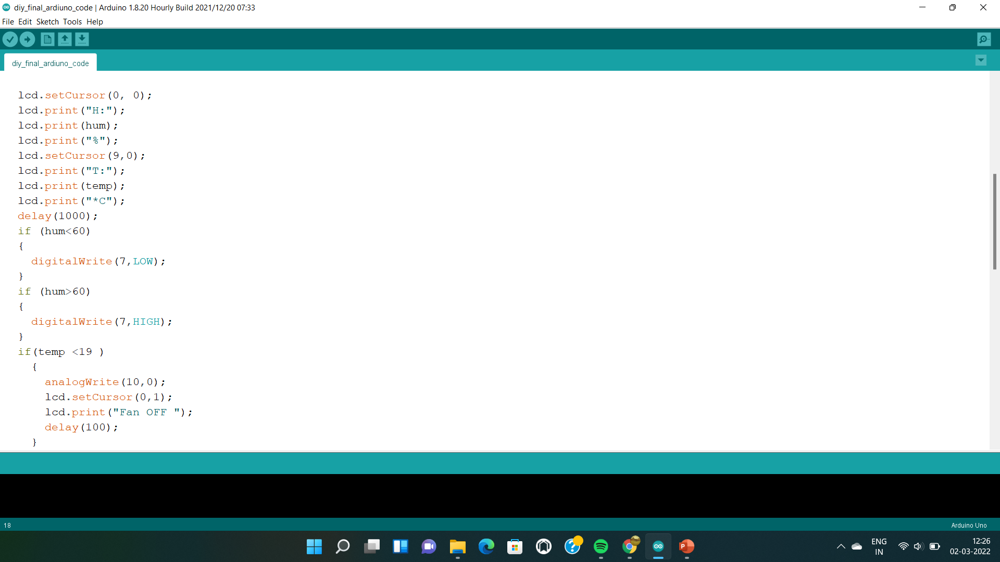 diy_final_ardiuno_code | Arduino 1.8.20 Hourly Build 2021/12/20 07:33
File Edit Sketch Tools Help
diy_final_ardiuno_code
lcd.setCursor(0, 0);
lcd.print("H:");
lcd.print(hum);
lcd.print("%");
lcd.setCursor(9,0);
lcd.print("T:");
lcd.print(temp);
lcd.print("*C");
delay(1000);
if (hum<60)
{
digitalWrite(7,LOW);
}
if (hum>60)
{
digitalWrite(7,HIGH);
}
if(temp <19 )
{
analogWrite(10,0);
lcd.setCursor(0,1);
lcd.print("Fan OFF ");
delay(100);
}
18
Arduino Uno
ENG
IN
12:26
02-03-2022